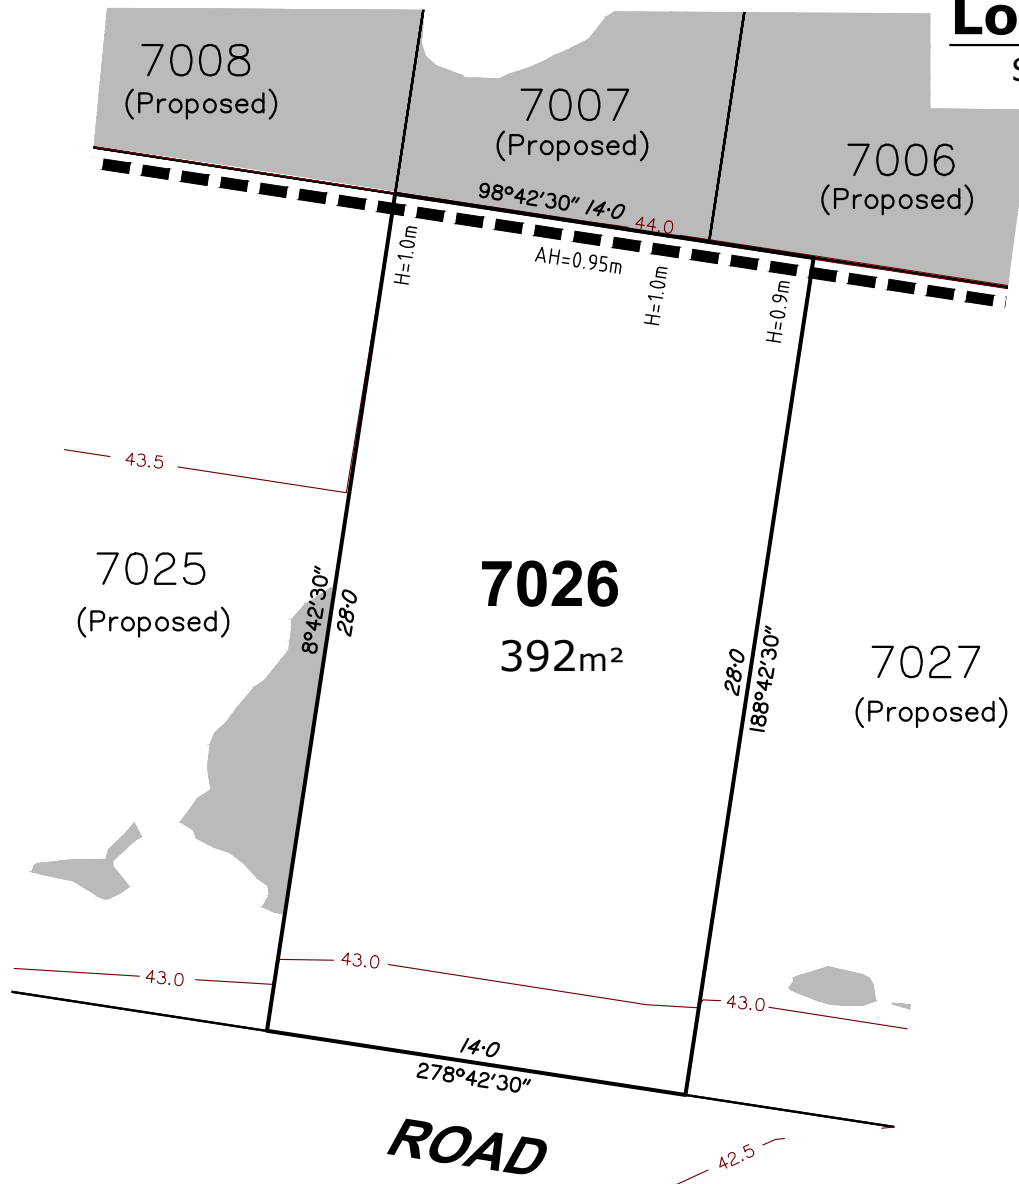 Lo
S
7008
(Proposed)
7007
(Proposed)
7006
(Proposed)
98°42'30" 14·0
44.0
H=1.0m
AH=0.95m
H=1.0m
H=0.9m
43.5
7025
(Proposed)
8°42'30"
28·0
7026
392m²
28·0
188°42'30"
7027
(Proposed)
43.0
43.0
43.0
14·0
278°42'30"
ROAD
42.5